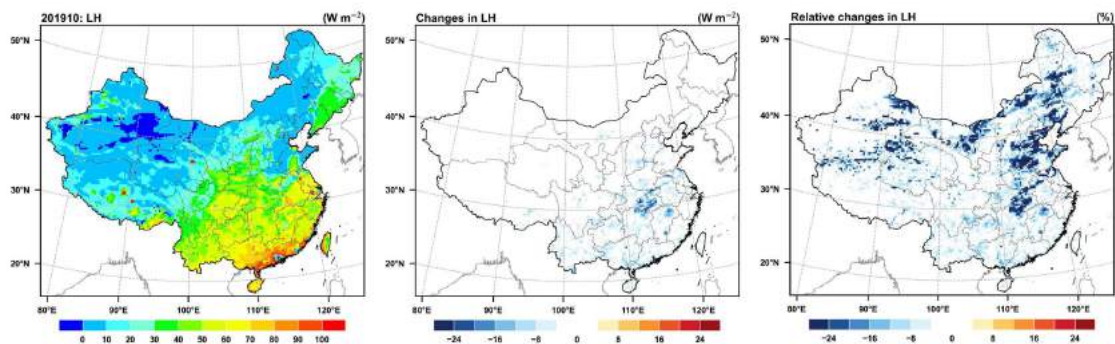 201910: LH (W m⁻²)
50°N
40°N
30°N
20°N
80°E 90°E 100°E 110°E 120°E
0 10 20 30 40 50 60 70 80 90 100
Changes in LH (W m⁻²)
50°N
40°N
30°N
20°N
80°E 90°E 100°E 110°E 120°E
−24 −16 −8 0 8 16 24
Relative changes in LH (%)
50°N
40°N
30°N
20°N
80°E 90°E 100°E 110°E 120°E
−24 −16 −8 0 8 16 24